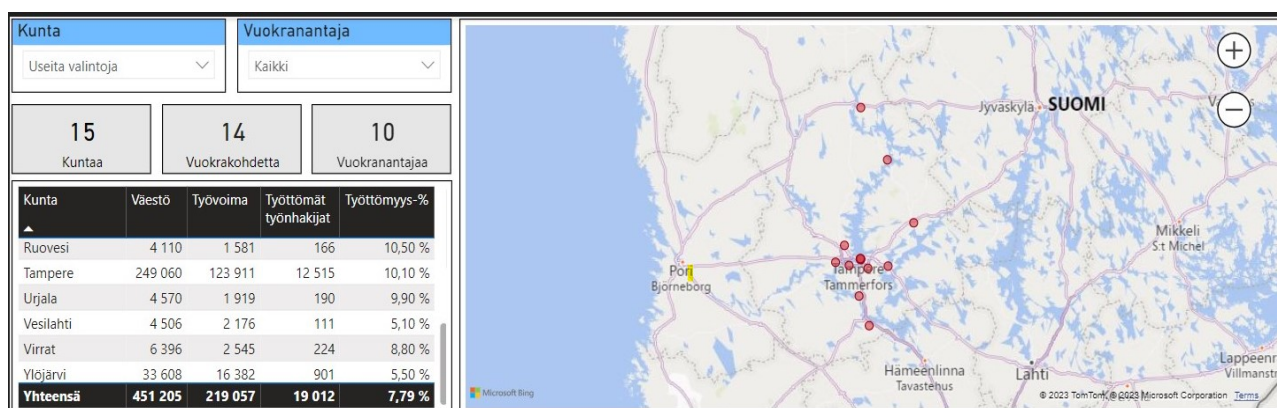 Kunta
Useita valintoja
Vuokranantaja
Kaikki
15
Kuntaa
14
Vuokrakohdetta
10
Vuokranantajaa
Kunta Väestö Työvoima Työttömät työnhakijat Työttömyys-%
Ruovesi 4 110 1 581 166 10,50 %
Tampere 249 060 123 911 12 515 10,10 %
Urjala 4 570 1 919 190 9,90 %
Vesilahti 4 506 2 176 111 5,10 %
Virrat 6 396 2 545 224 8,80 %
Ylöjärvi 33 608 16 382 901 5,50 %
Yhteensä 451 205 219 057 19 012 7,79 %
Jyväskylä
SUOMI
Mikkeli
S:t Michel
Pori
Björneborg
Tampere
Tammerfors
Hämeenlinna
Tavastehus
Lahti
Lappeenr
Villmanstr
Microsoft Bing
© 2023 TomTom, © 2023 Microsoft Corporation Terms